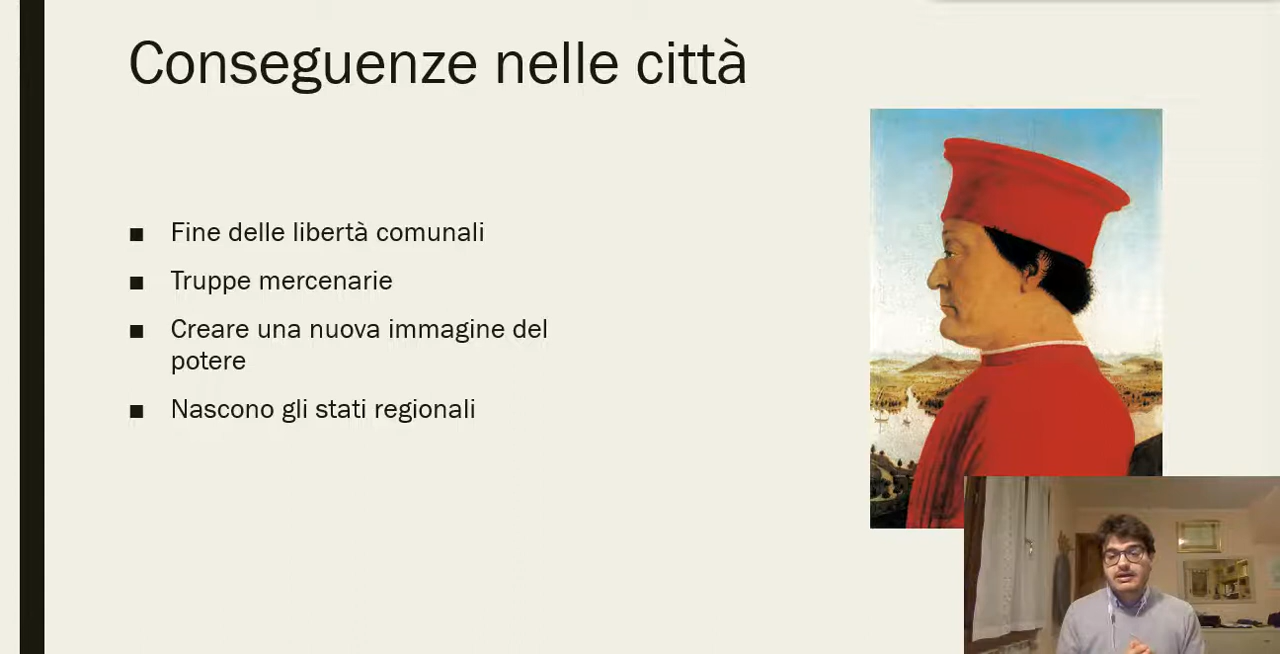 Conseguenze nelle città
Fine delle libertà comunali
Truppe mercenarie
Creare una nuova immagine del
potere
Nascono gli stati regionali